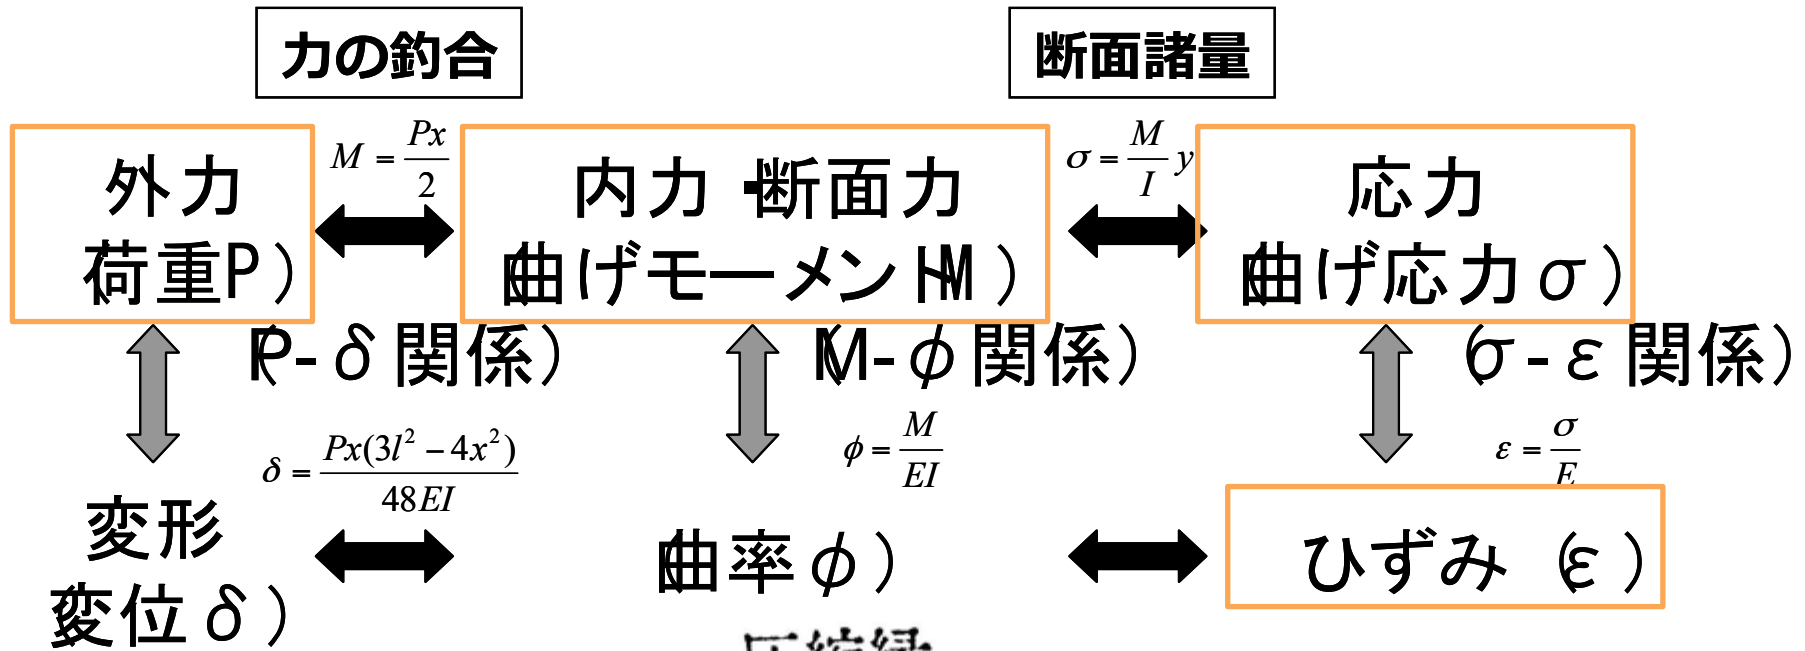 力の釣合
断面諸量
外力
(荷重P)
M = Px/2
内力・断面力
(曲げモーメントM)
σ = M/I y
応力
(曲げ応力σ)
(P-δ関係)
(M-φ関係)
(σ-ε関係)
δ = Px(3l² − 4x²)/48EI
φ = M/EI
ε = σ/E
変形
(変位δ)
(曲率φ)
ひずみ(ε)
圧縮縁